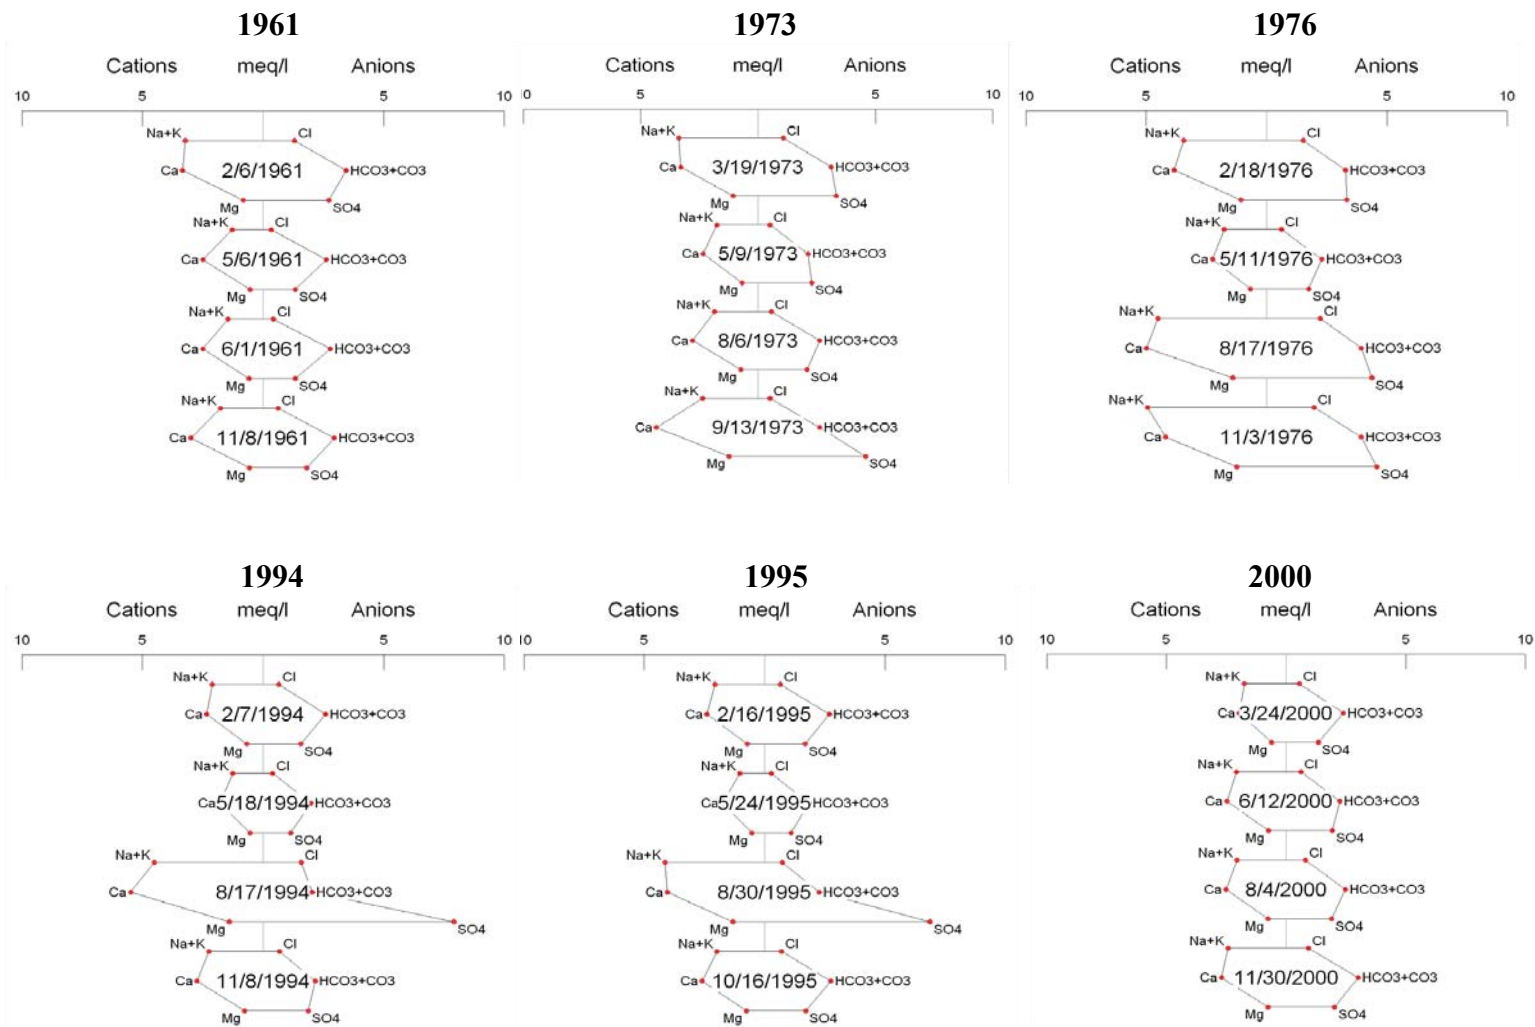 1961
Cations meq/l Anions
10 5 5 10
Na+K Cl
Ca 2/6/1961 HCO3+CO3
Mg SO4
Na+K Cl
Ca 5/6/1961 HCO3+CO3
Mg SO4
Na+K Cl
Ca 6/1/1961 HCO3+CO3
Mg SO4
Na+K Cl
Ca 11/8/1961 HCO3+CO3
Mg SO4
1973
Cations meq/l Anions
10 5 5 10
Na+K Cl
Ca 3/19/1973 HCO3+CO3
Mg SO4
Na+K Cl
Ca 5/9/1973 HCO3+CO3
Mg SO4
Na+K Cl
Ca 8/6/1973 HCO3+CO3
Mg SO4
Na+K Cl
Ca 9/13/1973 HCO3+CO3
Mg SO4
1976
Cations meq/l Anions
10 5 5 10
Na+K Cl
Ca 2/18/1976 HCO3+CO3
Mg SO4
Na+K Cl
Ca 5/11/1976 HCO3+CO3
Mg SO4
Na+K Cl
Ca 8/17/1976 HCO3+CO3
Mg SO4
Na+K Cl
Ca 11/3/1976 HCO3+CO3
Mg SO4
1994
Cations meq/l Anions
10 5 5 10
Na+K Cl
Ca 2/7/1994 HCO3+CO3
Mg SO4
Na+K Cl
Ca 5/18/1994 HCO3+CO3
Mg SO4
Na+K Cl
Ca 8/17/1994 HCO3+CO3
Mg SO4
Na+K Cl
Ca 11/8/1994 HCO3+CO3
Mg SO4
1995
Cations meq/l Anions
10 5 5 10
Na+K Cl
Ca 2/16/1995 HCO3+CO3
Mg SO4
Na+K Cl
Ca 5/24/1995 HCO3+CO3
Mg SO4
Na+K Cl
Ca 8/30/1995 HCO3+CO3
Mg SO4
Na+K Cl
Ca 10/16/1995 HCO3+CO3
Mg SO4
2000
Cations meq/l Anions
10 5 5 10
Na+K Cl
Ca 3/24/2000 HCO3+CO3
Mg SO4
Na+K Cl
Ca 6/12/2000 HCO3+CO3
Mg SO4
Na+K Cl
Ca 8/4/2000 HCO3+CO3
Mg SO4
Na+K Cl
Ca 11/30/2000 HCO3+CO3
Mg SO4